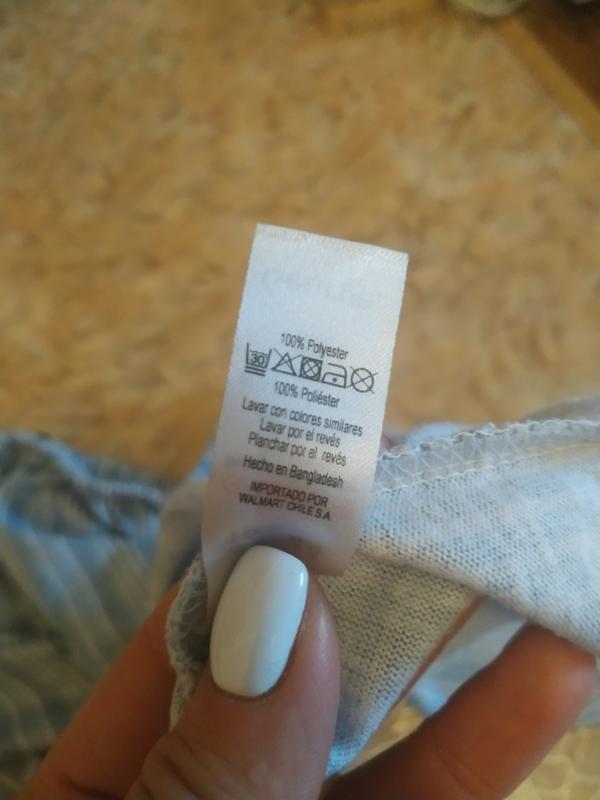 100% Polyester
30
100% Poliéster
Lavar con colores similares
Lavar por el revés
Planchar por el revés
Hecho en Bangladesh
IMPORTADO POR
WALMART CHILE S.A.